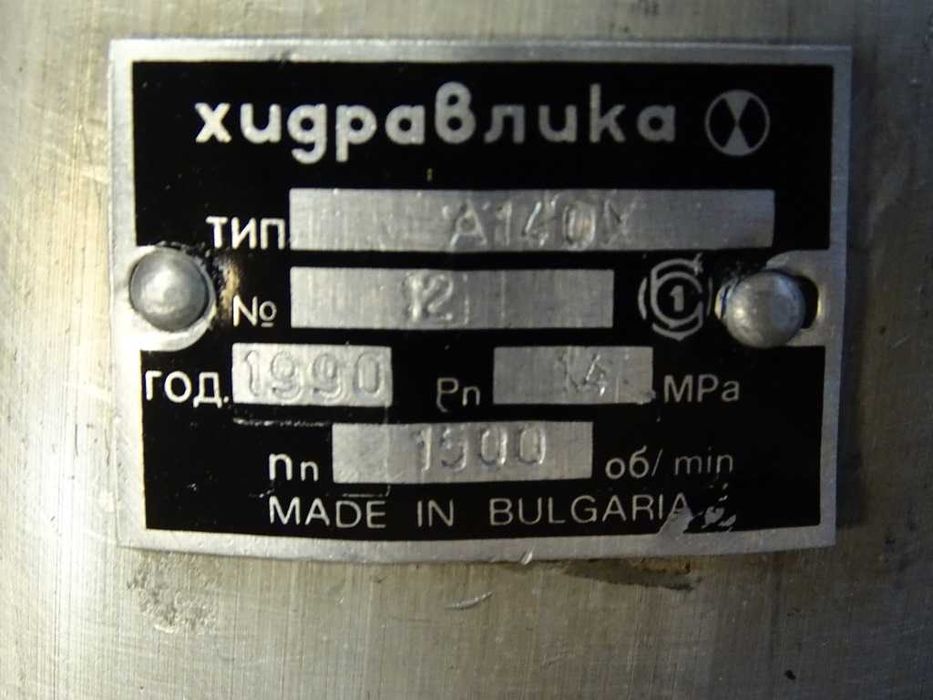 хидравлика
ТИП A140X
№ 12
ГОД. 1990 Pn 14 MPa
nn 1500 об/min
MADE IN BULGARIA